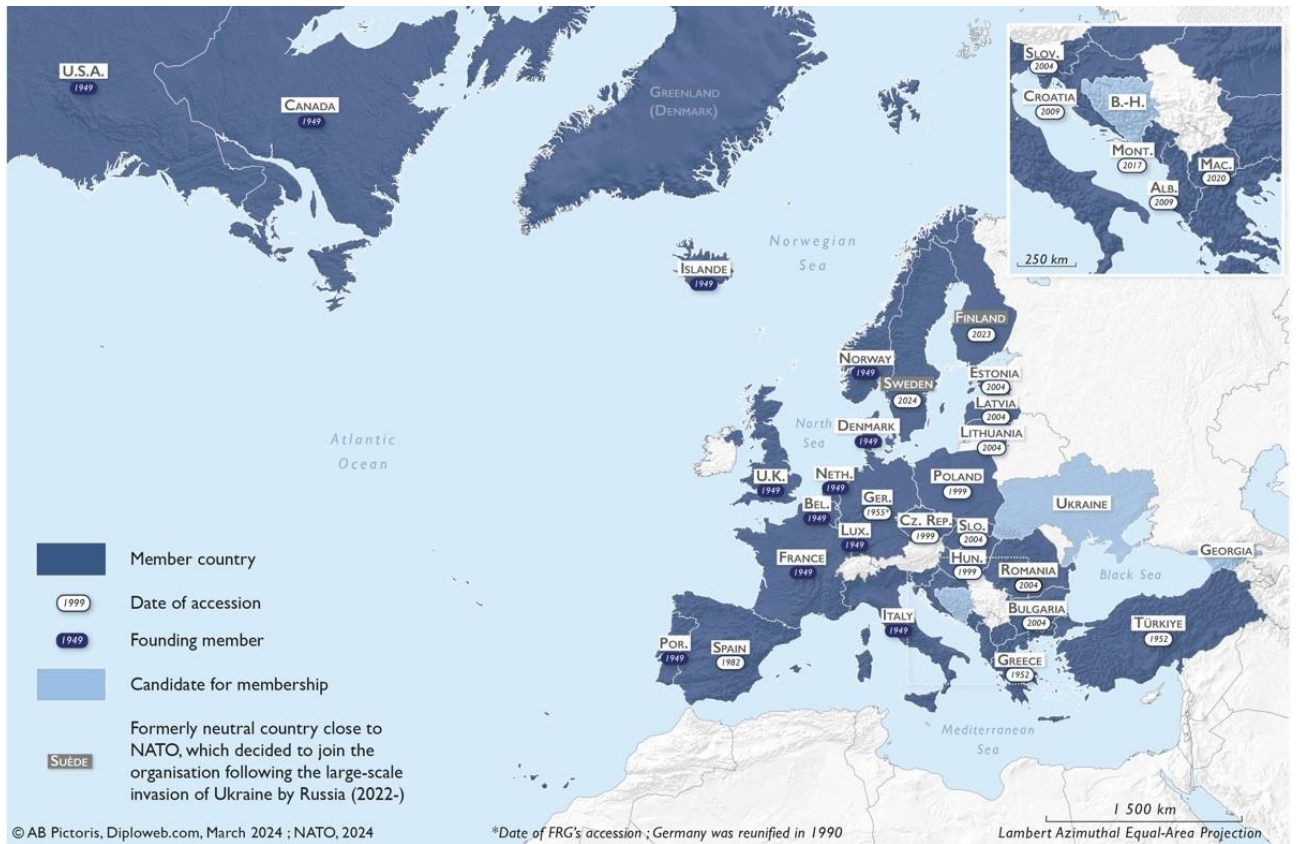 U.S.A.
1949
CANADA
1949
GREENLAND
(DENMARK)
SLOV.
2004
CROATIA
2009
B.-H.
MONT.
2017
MAC.
2020
ALB.
2009
250 km
Norwegian
Sea
ISLANDE
1949
FINLAND
2023
NORWAY
1949
SWEDEN
2024
ESTONIA
2004
LATVIA
2004
LITHUANIA
2004
North
Sea
DENMARK
1949
Atlantic
Ocean
U.K.
1949
NETH.
1949
BEL.
1949
GER.
1955*
POLAND
1999
UKRAINE
LUX.
1949
CZ. REP.
1999
SLO.
2004
FRANCE
1949
HUN.
1999
ROMANIA
2004
Black Sea
GEORGIA
ITALY
1949
BULGARIA
2004
TÜRKIYE
1952
POR.
1949
SPAIN
1982
GREECE
1952
Mediterranean
Sea
Member country
1999
Date of accession
1949
Founding member
Candidate for membership
SUÈDE
Formerly neutral country close to
NATO, which decided to join the
organisation following the large-scale
invasion of Ukraine by Russia (2022-)
1 500 km
© AB Pictoris, Diploweb.com, March 2024 ; NATO, 2024
*Date of FRG's accession ; Germany was reunified in 1990
Lambert Azimuthal Equal-Area Projection